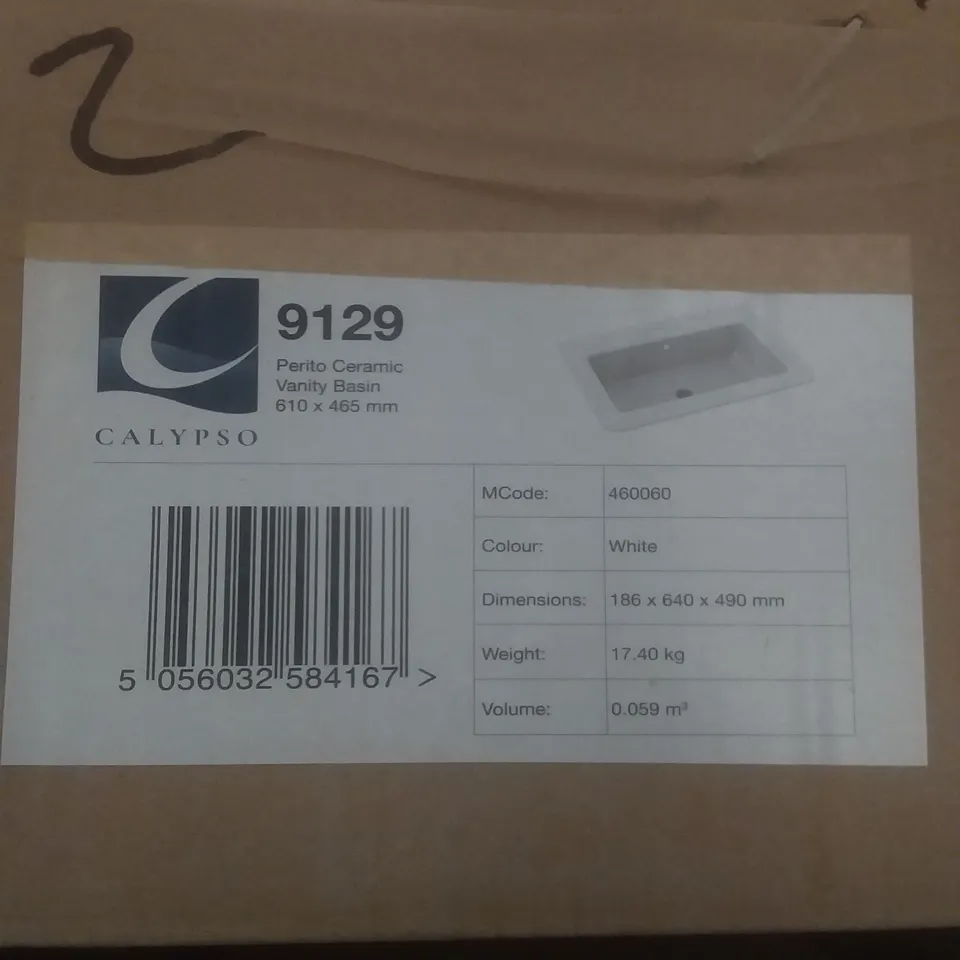 2
9129
Perito Ceramic
Vanity Basin
610 x 465 mm
CALYPSO
MCode: 460060
Colour: White
Dimensions: 186 x 640 x 490 mm
Weight: 17.40 kg
Volume: 0.059 m³
5 056032 584167 >